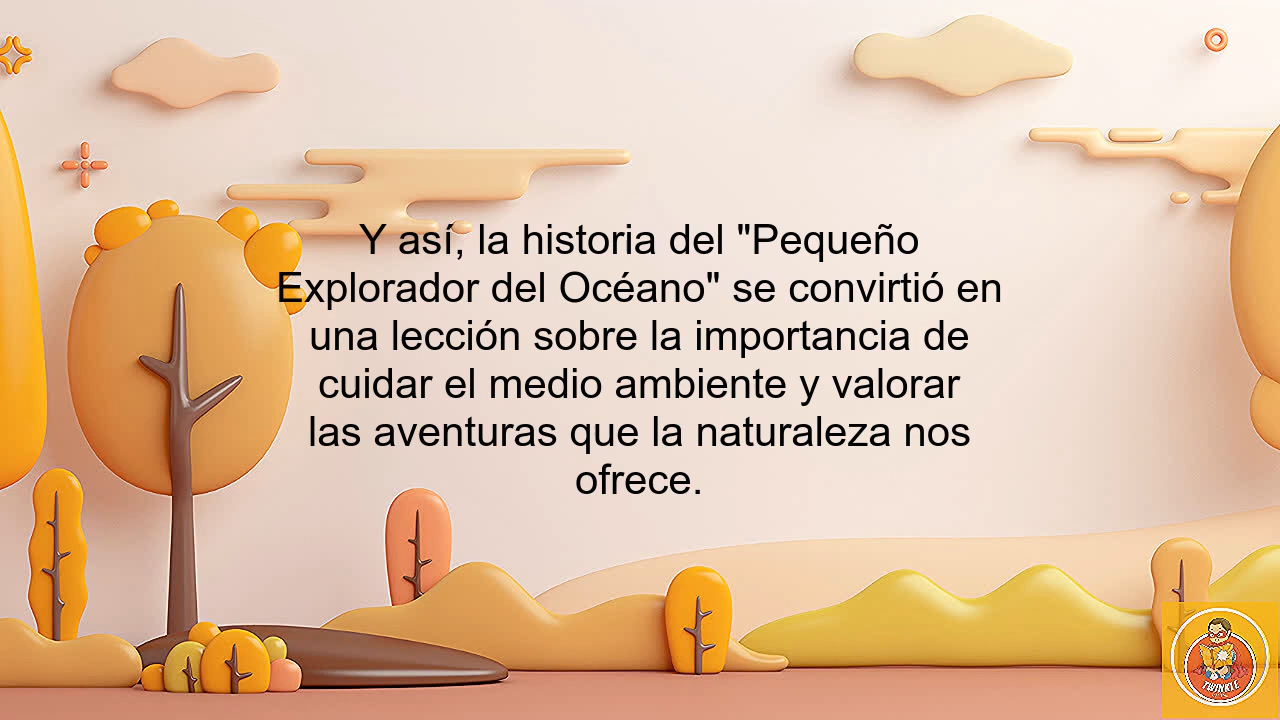 Y así, la historia del "Pequeño
Explorador del Océano" se convirtió en
una lección sobre la importancia de
cuidar el medio ambiente y valorar
las aventuras que la naturaleza nos
ofrece.
TWINKLE